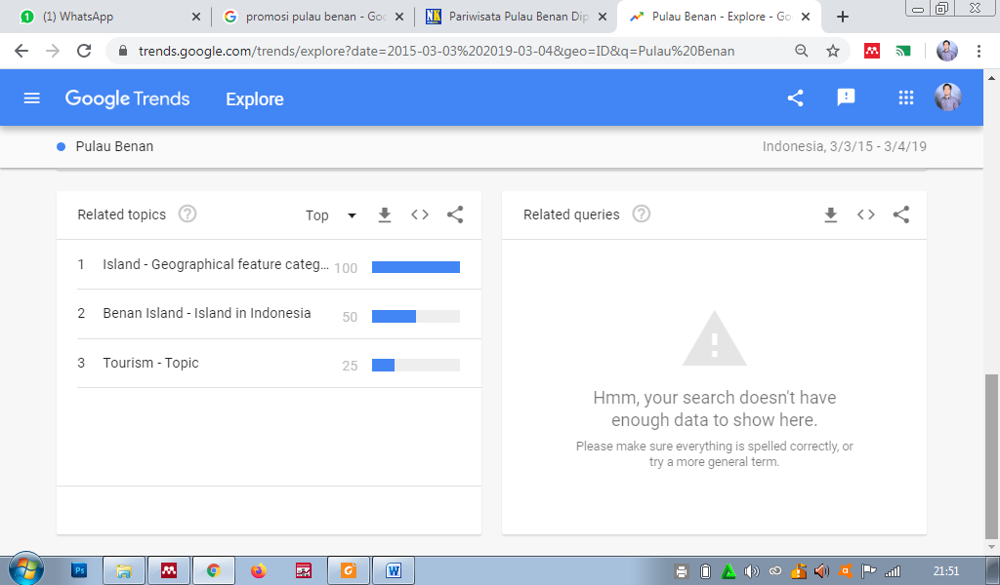 (1) WhatsApp
promosi pulau benan - Goo
Pariwisata Pulau Benan Dip
Pulau Benan - Explore - Go
trends.google.com/trends/explore?date=2015-03-03%202019-03-04&geo=ID&q=Pulau%20Benan
Google Trends Explore
Pulau Benan
Indonesia, 3/3/15 - 3/4/19
Related topics
Top
1 Island - Geographical feature categ... 100
2 Benan Island - Island in Indonesia 50
3 Tourism - Topic 25
Related queries
Hmm, your search doesn't have
enough data to show here.
Please make sure everything is spelled correctly, or
try a more general term.
Ps
W
21:51